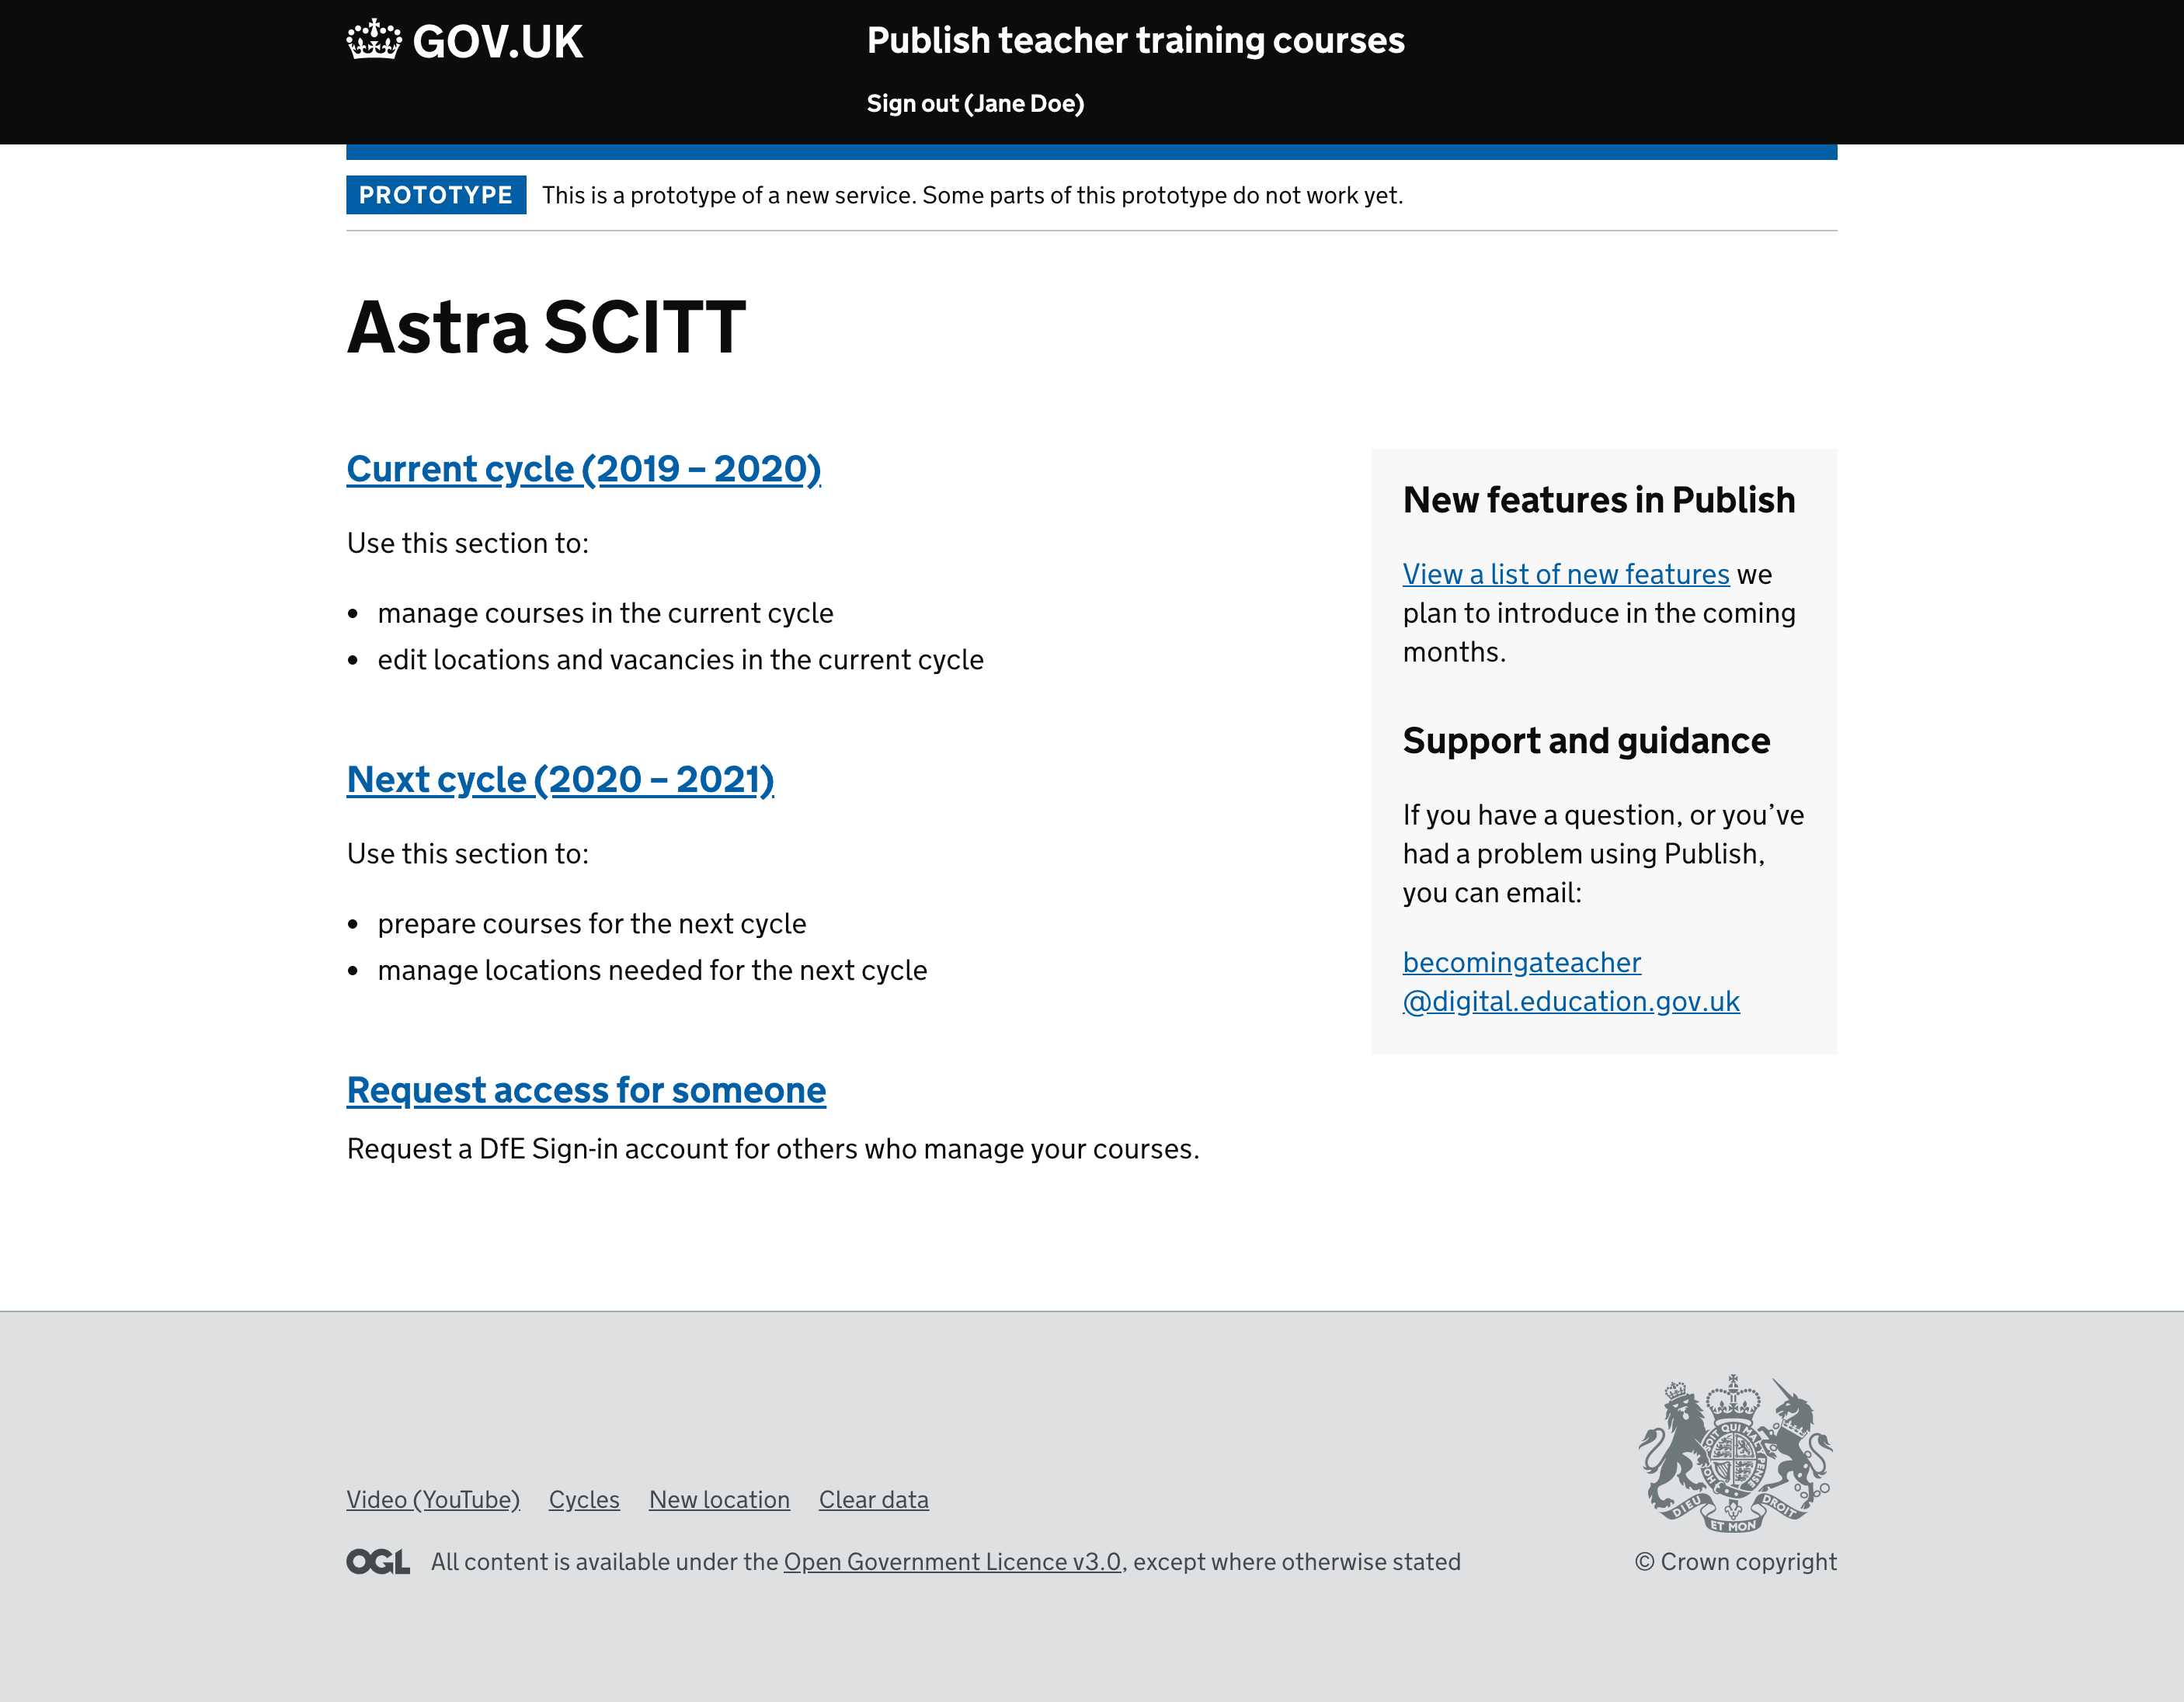 GOV.UK
Publish teacher training courses
Sign out (Jane Doe)
PROTOTYPE This is a prototype of a new service. Some parts of this prototype do not work yet.
Astra SCITT
Current cycle (2019 – 2020)
Use this section to:
• manage courses in the current cycle
• edit locations and vacancies in the current cycle
Next cycle (2020 – 2021)
Use this section to:
• prepare courses for the next cycle
• manage locations needed for the next cycle
Request access for someone
Request a DfE Sign-in account for others who manage your courses.
New features in Publish
View a list of new features we
plan to introduce in the coming
months.
Support and guidance
If you have a question, or you’ve
had a problem using Publish,
you can email:
becomingateacher
@digital.education.gov.uk
Video (YouTube) Cycles New location Clear data
OGL All content is available under the Open Government Licence v3.0, except where otherwise stated
SOIT QUI MAL
DIEU ET MON DROIT
© Crown copyright